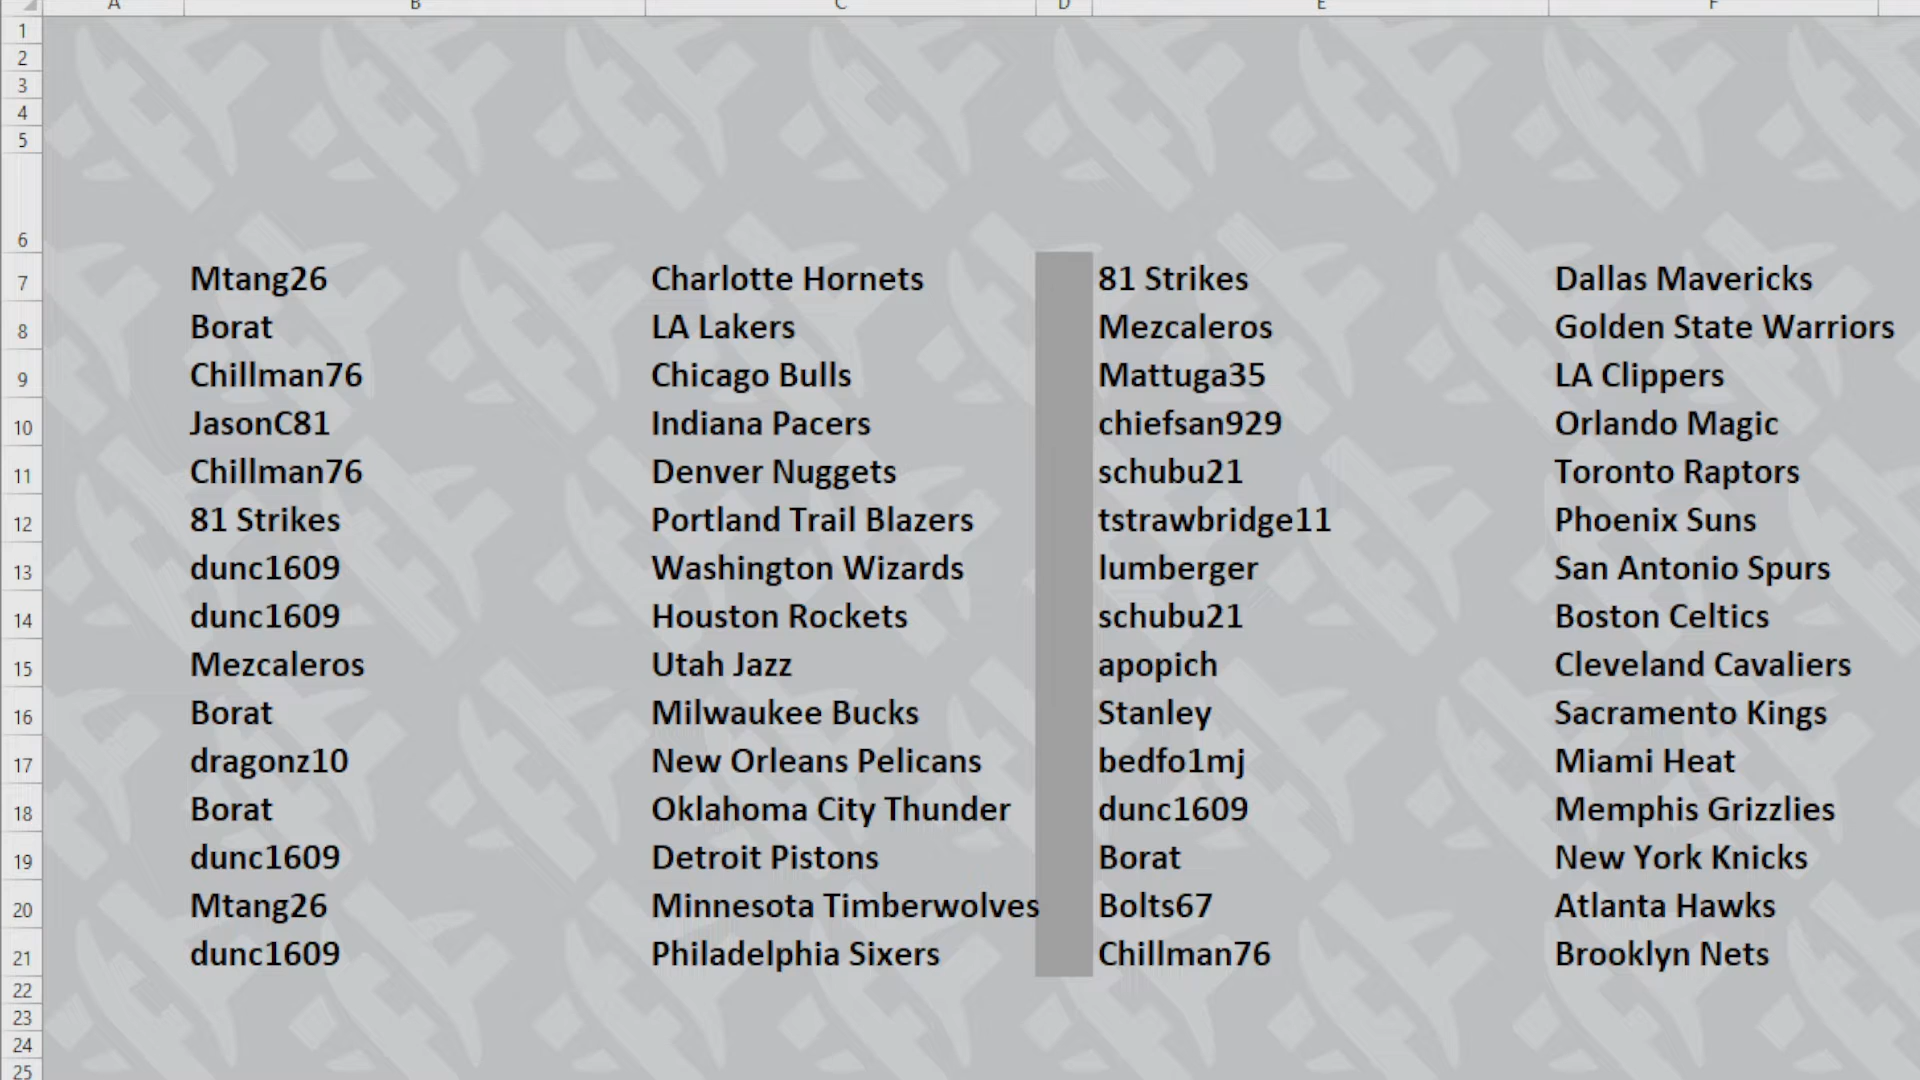 A B C D E F
1
2
3
4
5
6
7 Mtang26 Charlotte Hornets 81 Strikes Dallas Mavericks
8 Borat LA Lakers Mezcaleros Golden State Warriors
9 Chillman76 Chicago Bulls Mattuga35 LA Clippers
10 JasonC81 Indiana Pacers chiefsan929 Orlando Magic
11 Chillman76 Denver Nuggets schubu21 Toronto Raptors
12 81 Strikes Portland Trail Blazers tstrawbridge11 Phoenix Suns
13 dunc1609 Washington Wizards lumberger San Antonio Spurs
14 dunc1609 Houston Rockets schubu21 Boston Celtics
15 Mezcaleros Utah Jazz apopich Cleveland Cavaliers
16 Borat Milwaukee Bucks Stanley Sacramento Kings
17 dragonz10 New Orleans Pelicans bedfo1mj Miami Heat
18 Borat Oklahoma City Thunder dunc1609 Memphis Grizzlies
19 dunc1609 Detroit Pistons Borat New York Knicks
20 Mtang26 Minnesota Timberwolves Bolts67 Atlanta Hawks
21 dunc1609 Philadelphia Sixers Chillman76 Brooklyn Nets
22
23
24
25